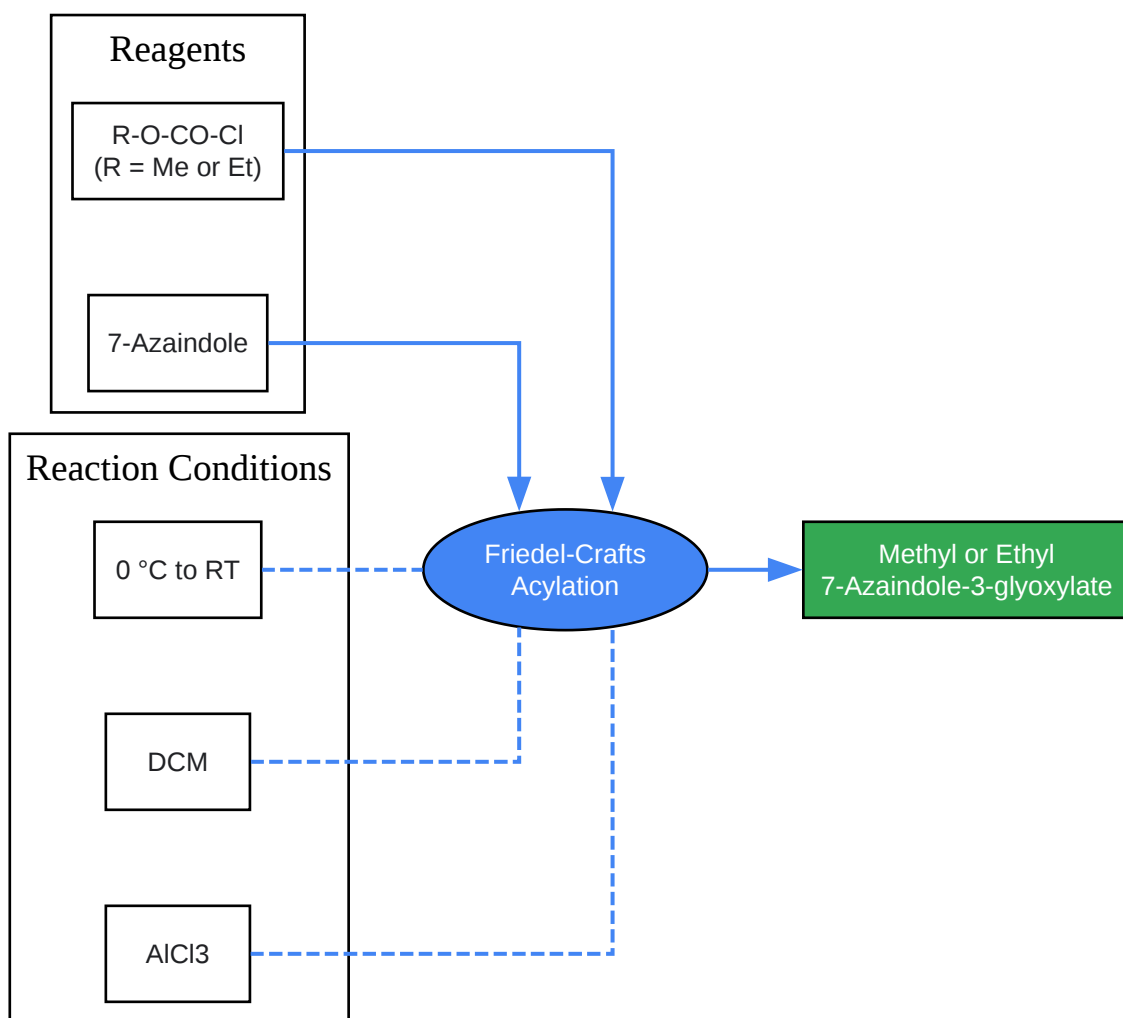 Reagents
R-O-CO-Cl
(R = Me or Et)
7-Azaindole
Reaction Conditions
0 °C to RT
DCM
AlCl3
Friedel-Crafts
Acylation
Methyl or Ethyl
7-Azaindole-3-glyoxylate